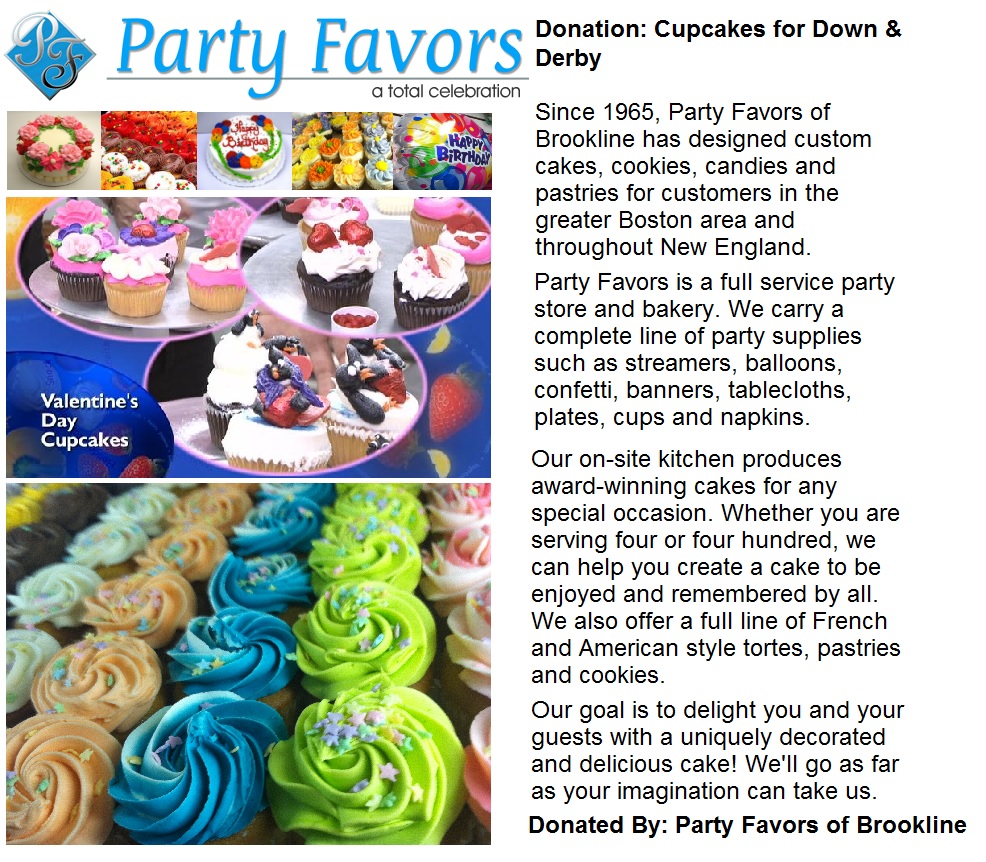 PF
Party Favors
a total celebration
Happy
Birthday
HAPPY
BIRTHDAY
Valentine's
Day
Cupcakes
Donation: Cupcakes for Down &
Derby
Since 1965, Party Favors of
Brookline has designed custom
cakes, cookies, candies and
pastries for customers in the
greater Boston area and
throughout New England.
Party Favors is a full service party
store and bakery. We carry a
complete line of party supplies
such as streamers, balloons,
confetti, banners, tablecloths,
plates, cups and napkins.
Our on-site kitchen produces
award-winning cakes for any
special occasion. Whether you are
serving four or four hundred, we
can help you create a cake to be
enjoyed and remembered by all.
We also offer a full line of French
and American style tortes, pastries
and cookies.
Our goal is to delight you and your
guests with a uniquely decorated
and delicious cake! We'll go as far
as your imagination can take us.
Donated By: Party Favors of Brookline